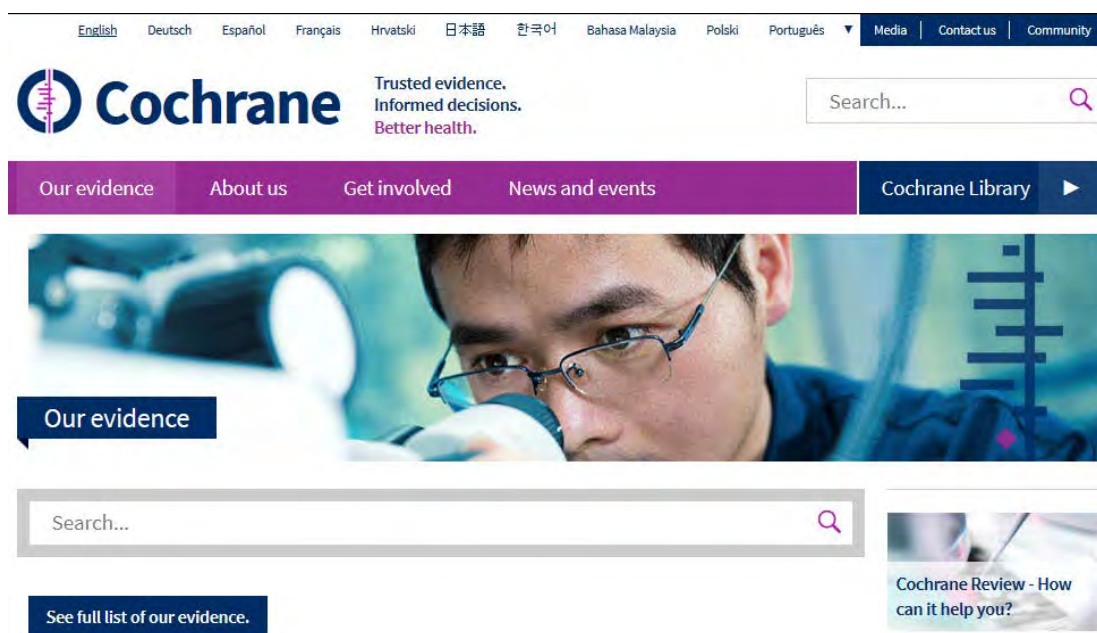 English Deutsch Español Français Hrvatski 日本語 한국어 Bahasa Malaysia Polski Português ▼ Media | Contact us | Community
Cochrane
Trusted evidence.
Informed decisions.
Better health.
Search...
Our evidence About us Get involved News and events Cochrane Library ►
Our evidence
Search...
Cochrane Review - How
can it help you?
See full list of our evidence.